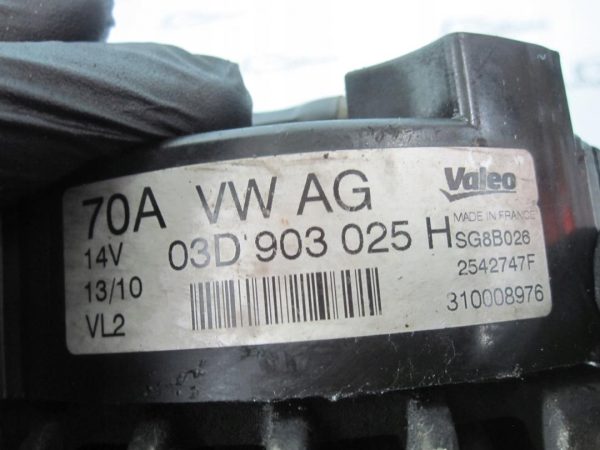 70A VW AG
Valeo
MADE IN FRANCE
14V 03D 903 025 H SG8B026
13/10 2542747F
VL2 310008976